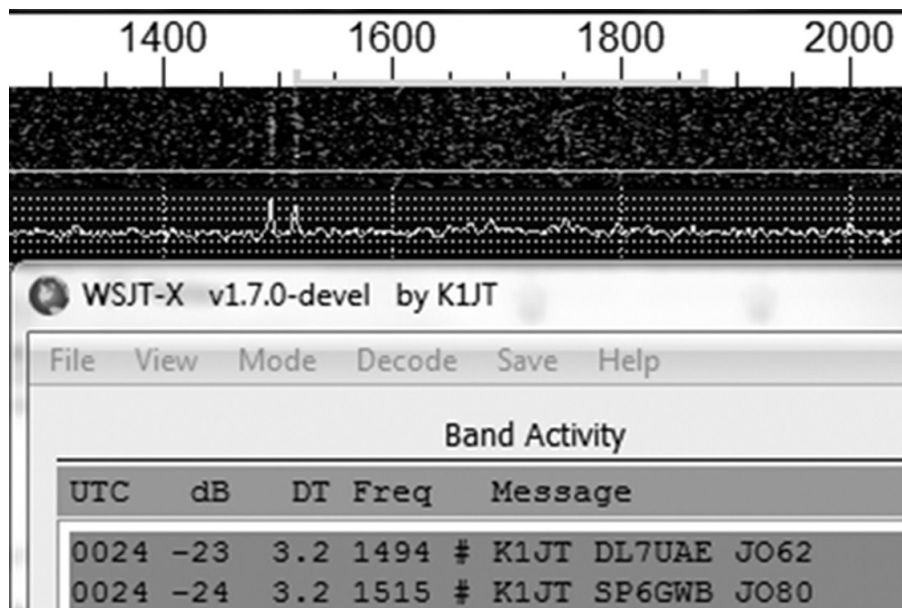 1400 1600 1800 2000
WSJT-X v1.7.0-devel by K1JT
File View Mode Decode Save Help
Band Activity
UTC dB DT Freq Message
0024 -23 3.2 1494 # K1JT DL7UAE JO62
0024 -24 3.2 1515 # K1JT SP6GWB JO80